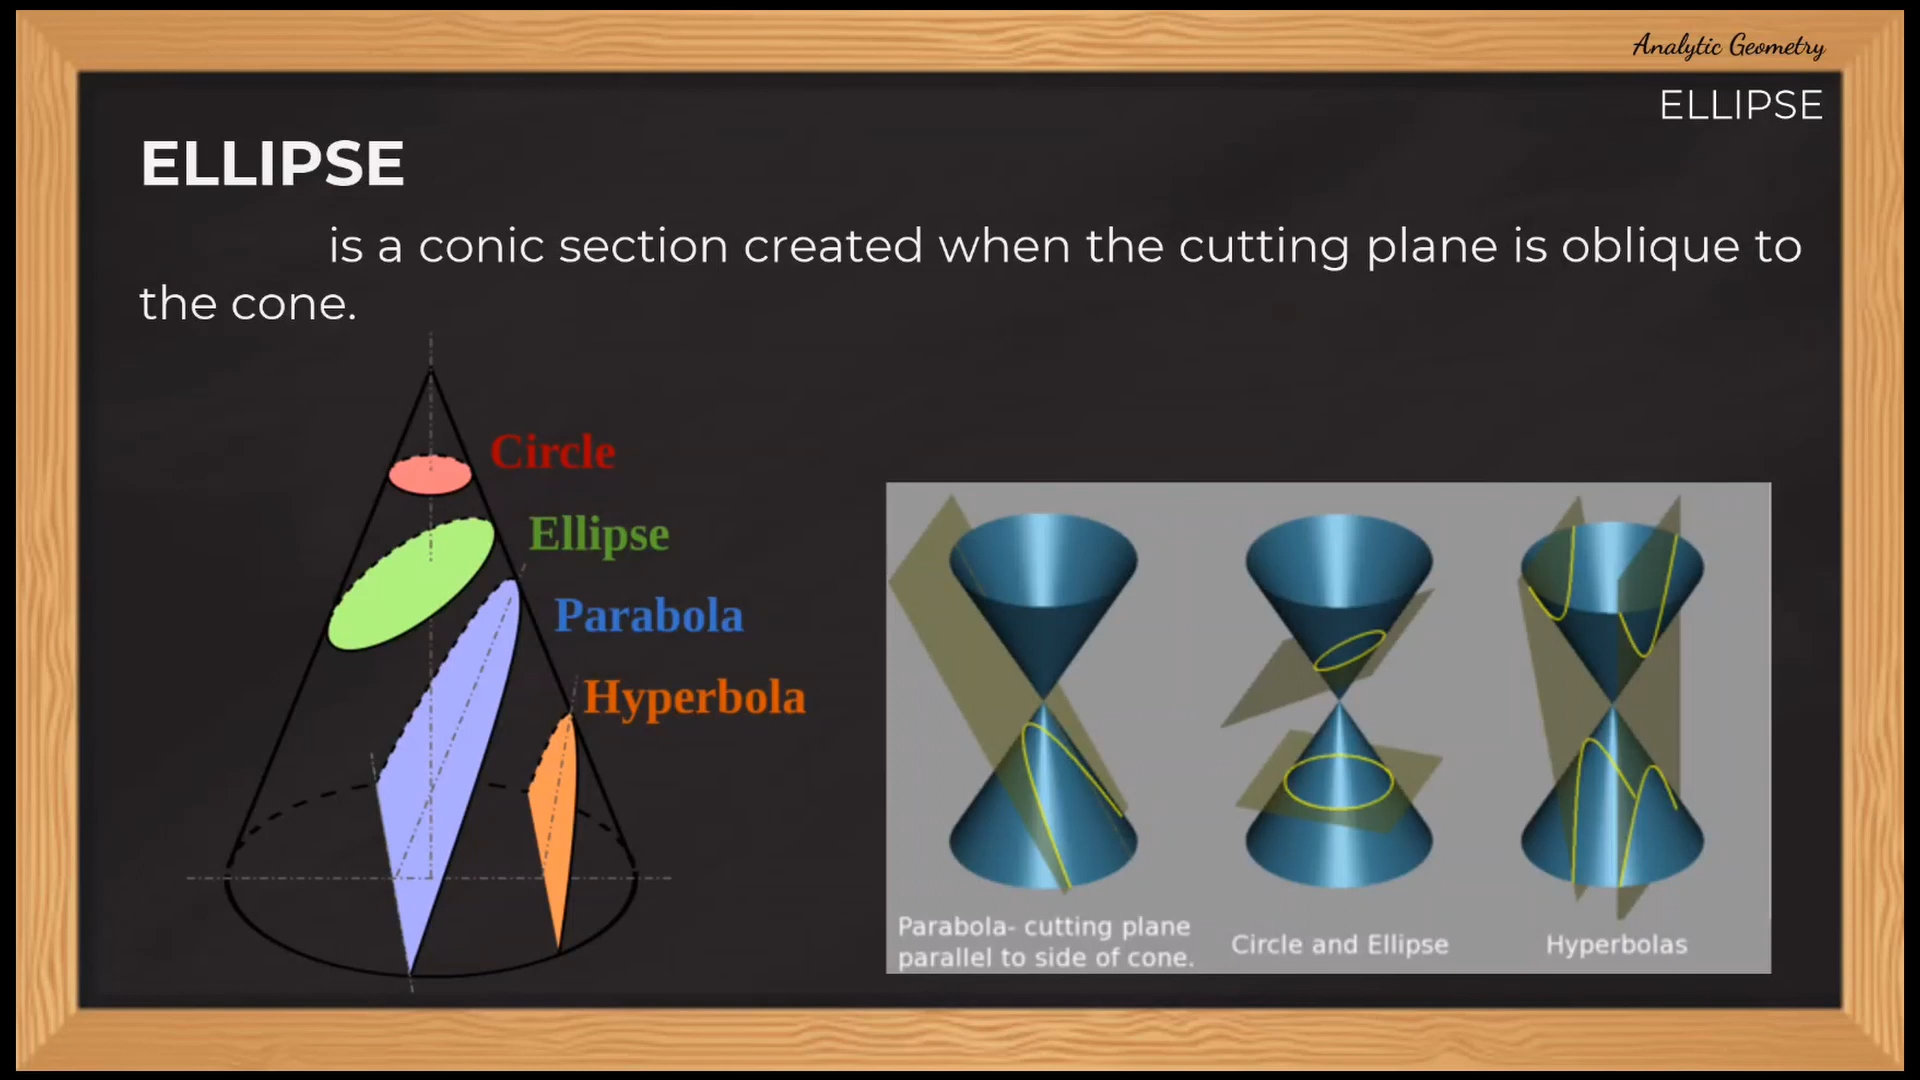 Analytic Geometry
ELLIPSE
ELLIPSE
is a conic section created when the cutting plane is oblique to
the cone.
Circle
Ellipse
Parabola
Hyperbola
Parabola- cutting plane
parallel to side of cone.
Circle and Ellipse
Hyperbolas